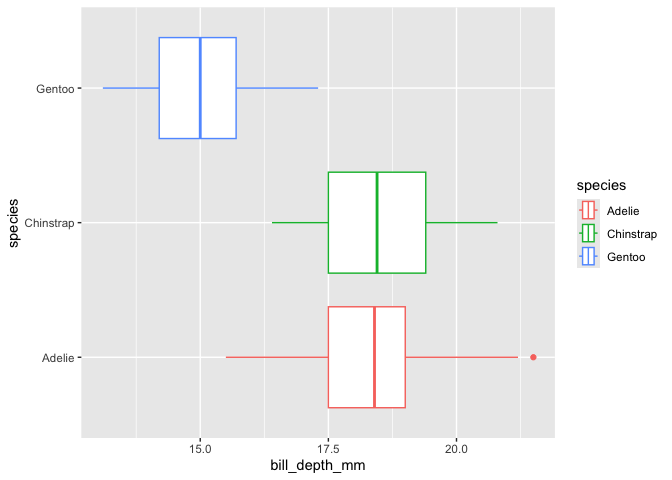 Gentoo
Chinstrap
Adelie
species
15.0 17.5 20.0
bill_depth_mm
species
Adelie
Chinstrap
Gentoo